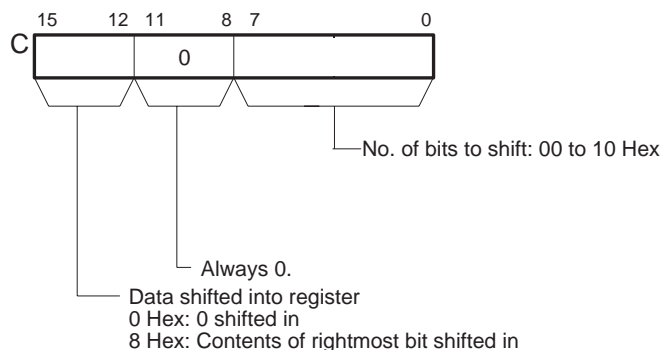 15 12 11 8 7 0
C
0
No. of bits to shift: 00 to 10 Hex
Always 0.
Data shifted into register
0 Hex: 0 shifted in
8 Hex: Contents of rightmost bit shifted in